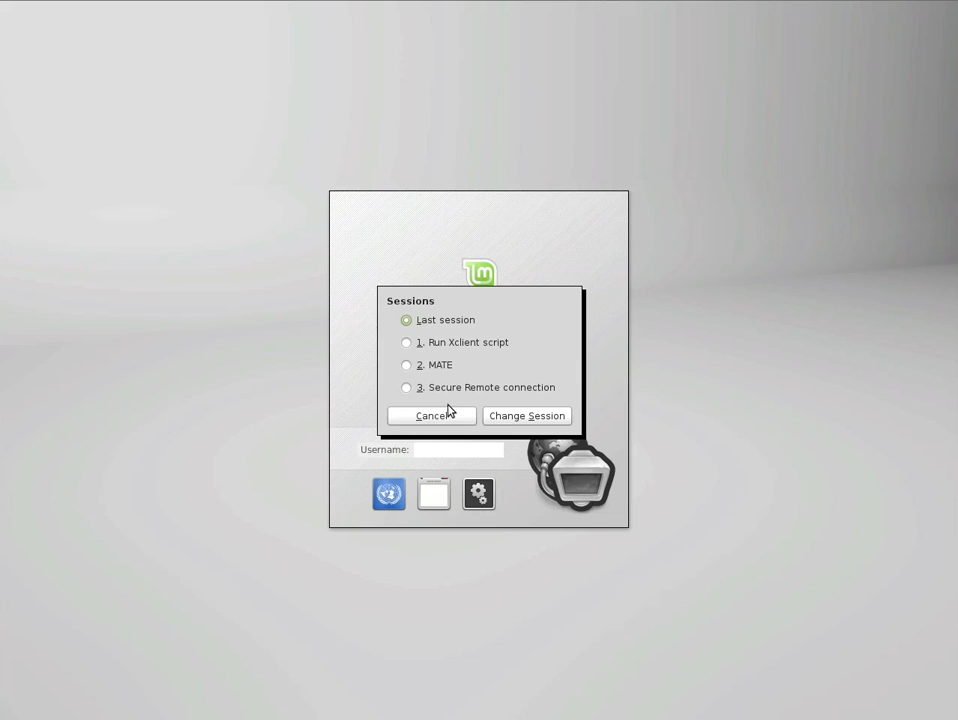 Sessions
Last session
1. Run Xclient script
2. MATE
3. Secure Remote connection
Cancel
Change Session
Username: